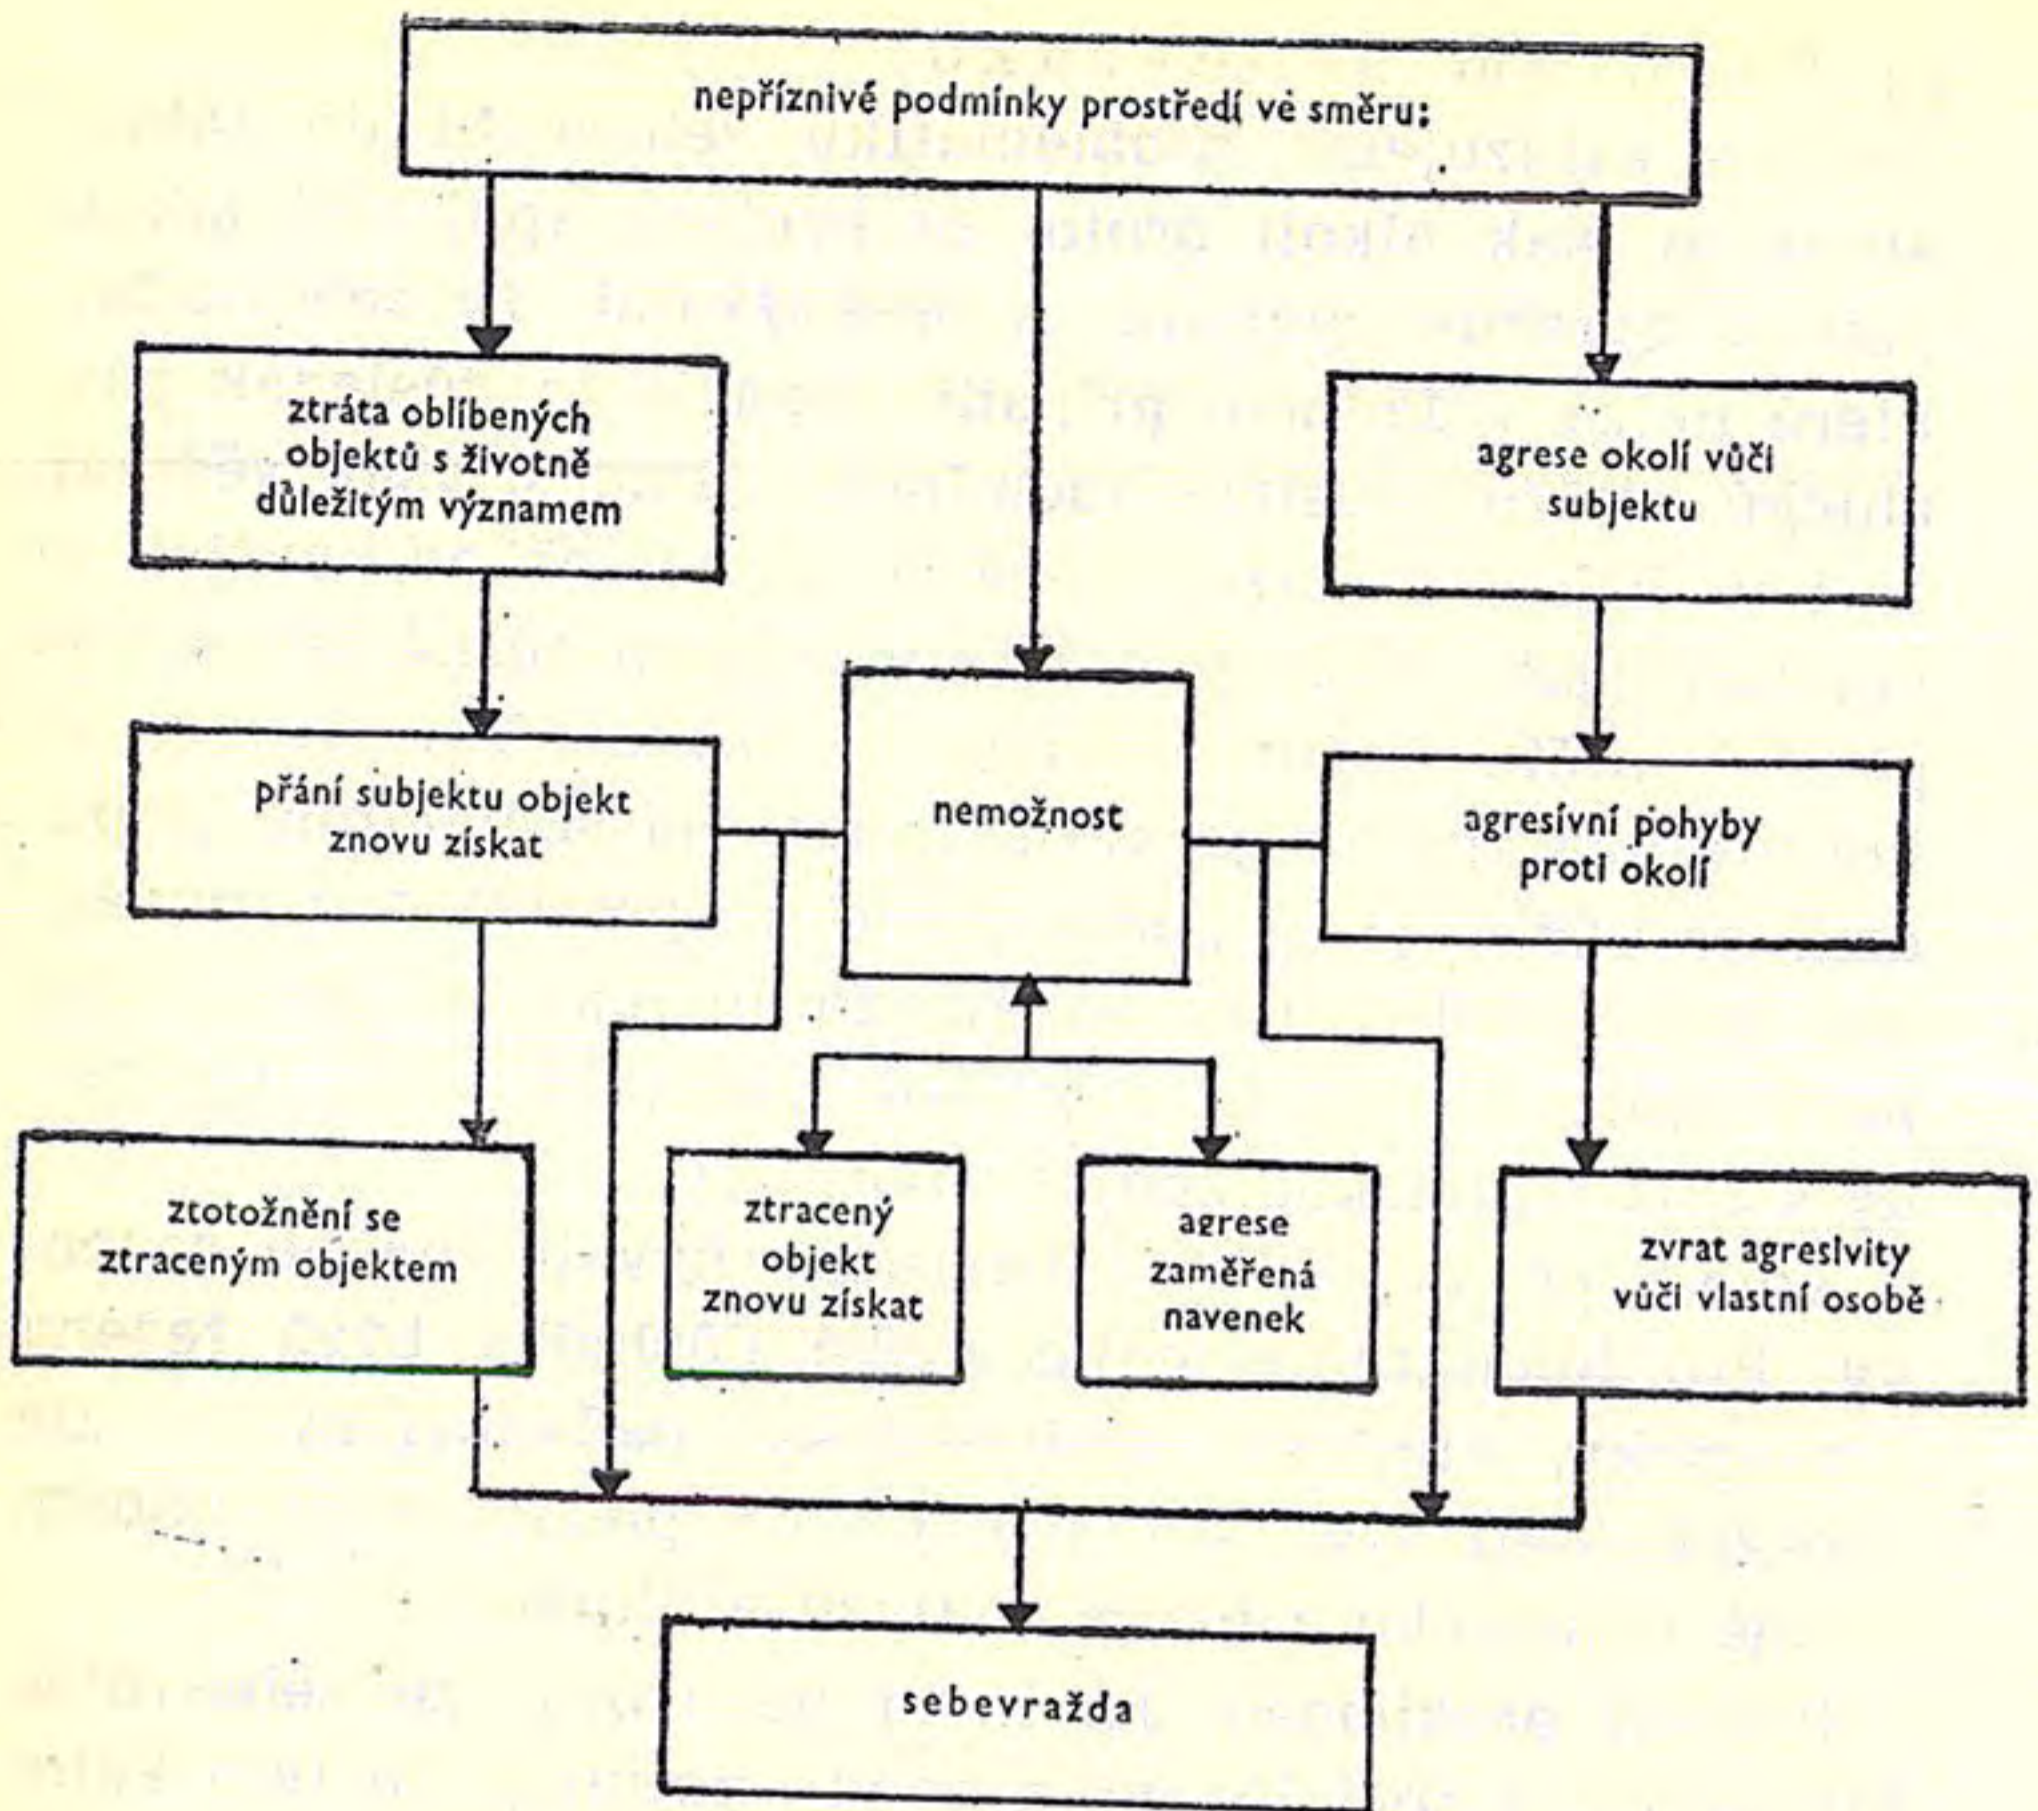 nepříznivé podmínky prostředí ve směru:
ztráta oblíbených
objektů s životně
důležitým významem
agrese okolí vůči
subjektu
přání subjektu objekt
znovu získat
nemožnost
agresívní pohyby
proti okolí
ztotožnění se
ztraceným objektem
ztracený
objekt
znovu získat
agrese
zaměřená
navenek
zvrat agresivity
vůči vlastní osobě
sebevražda